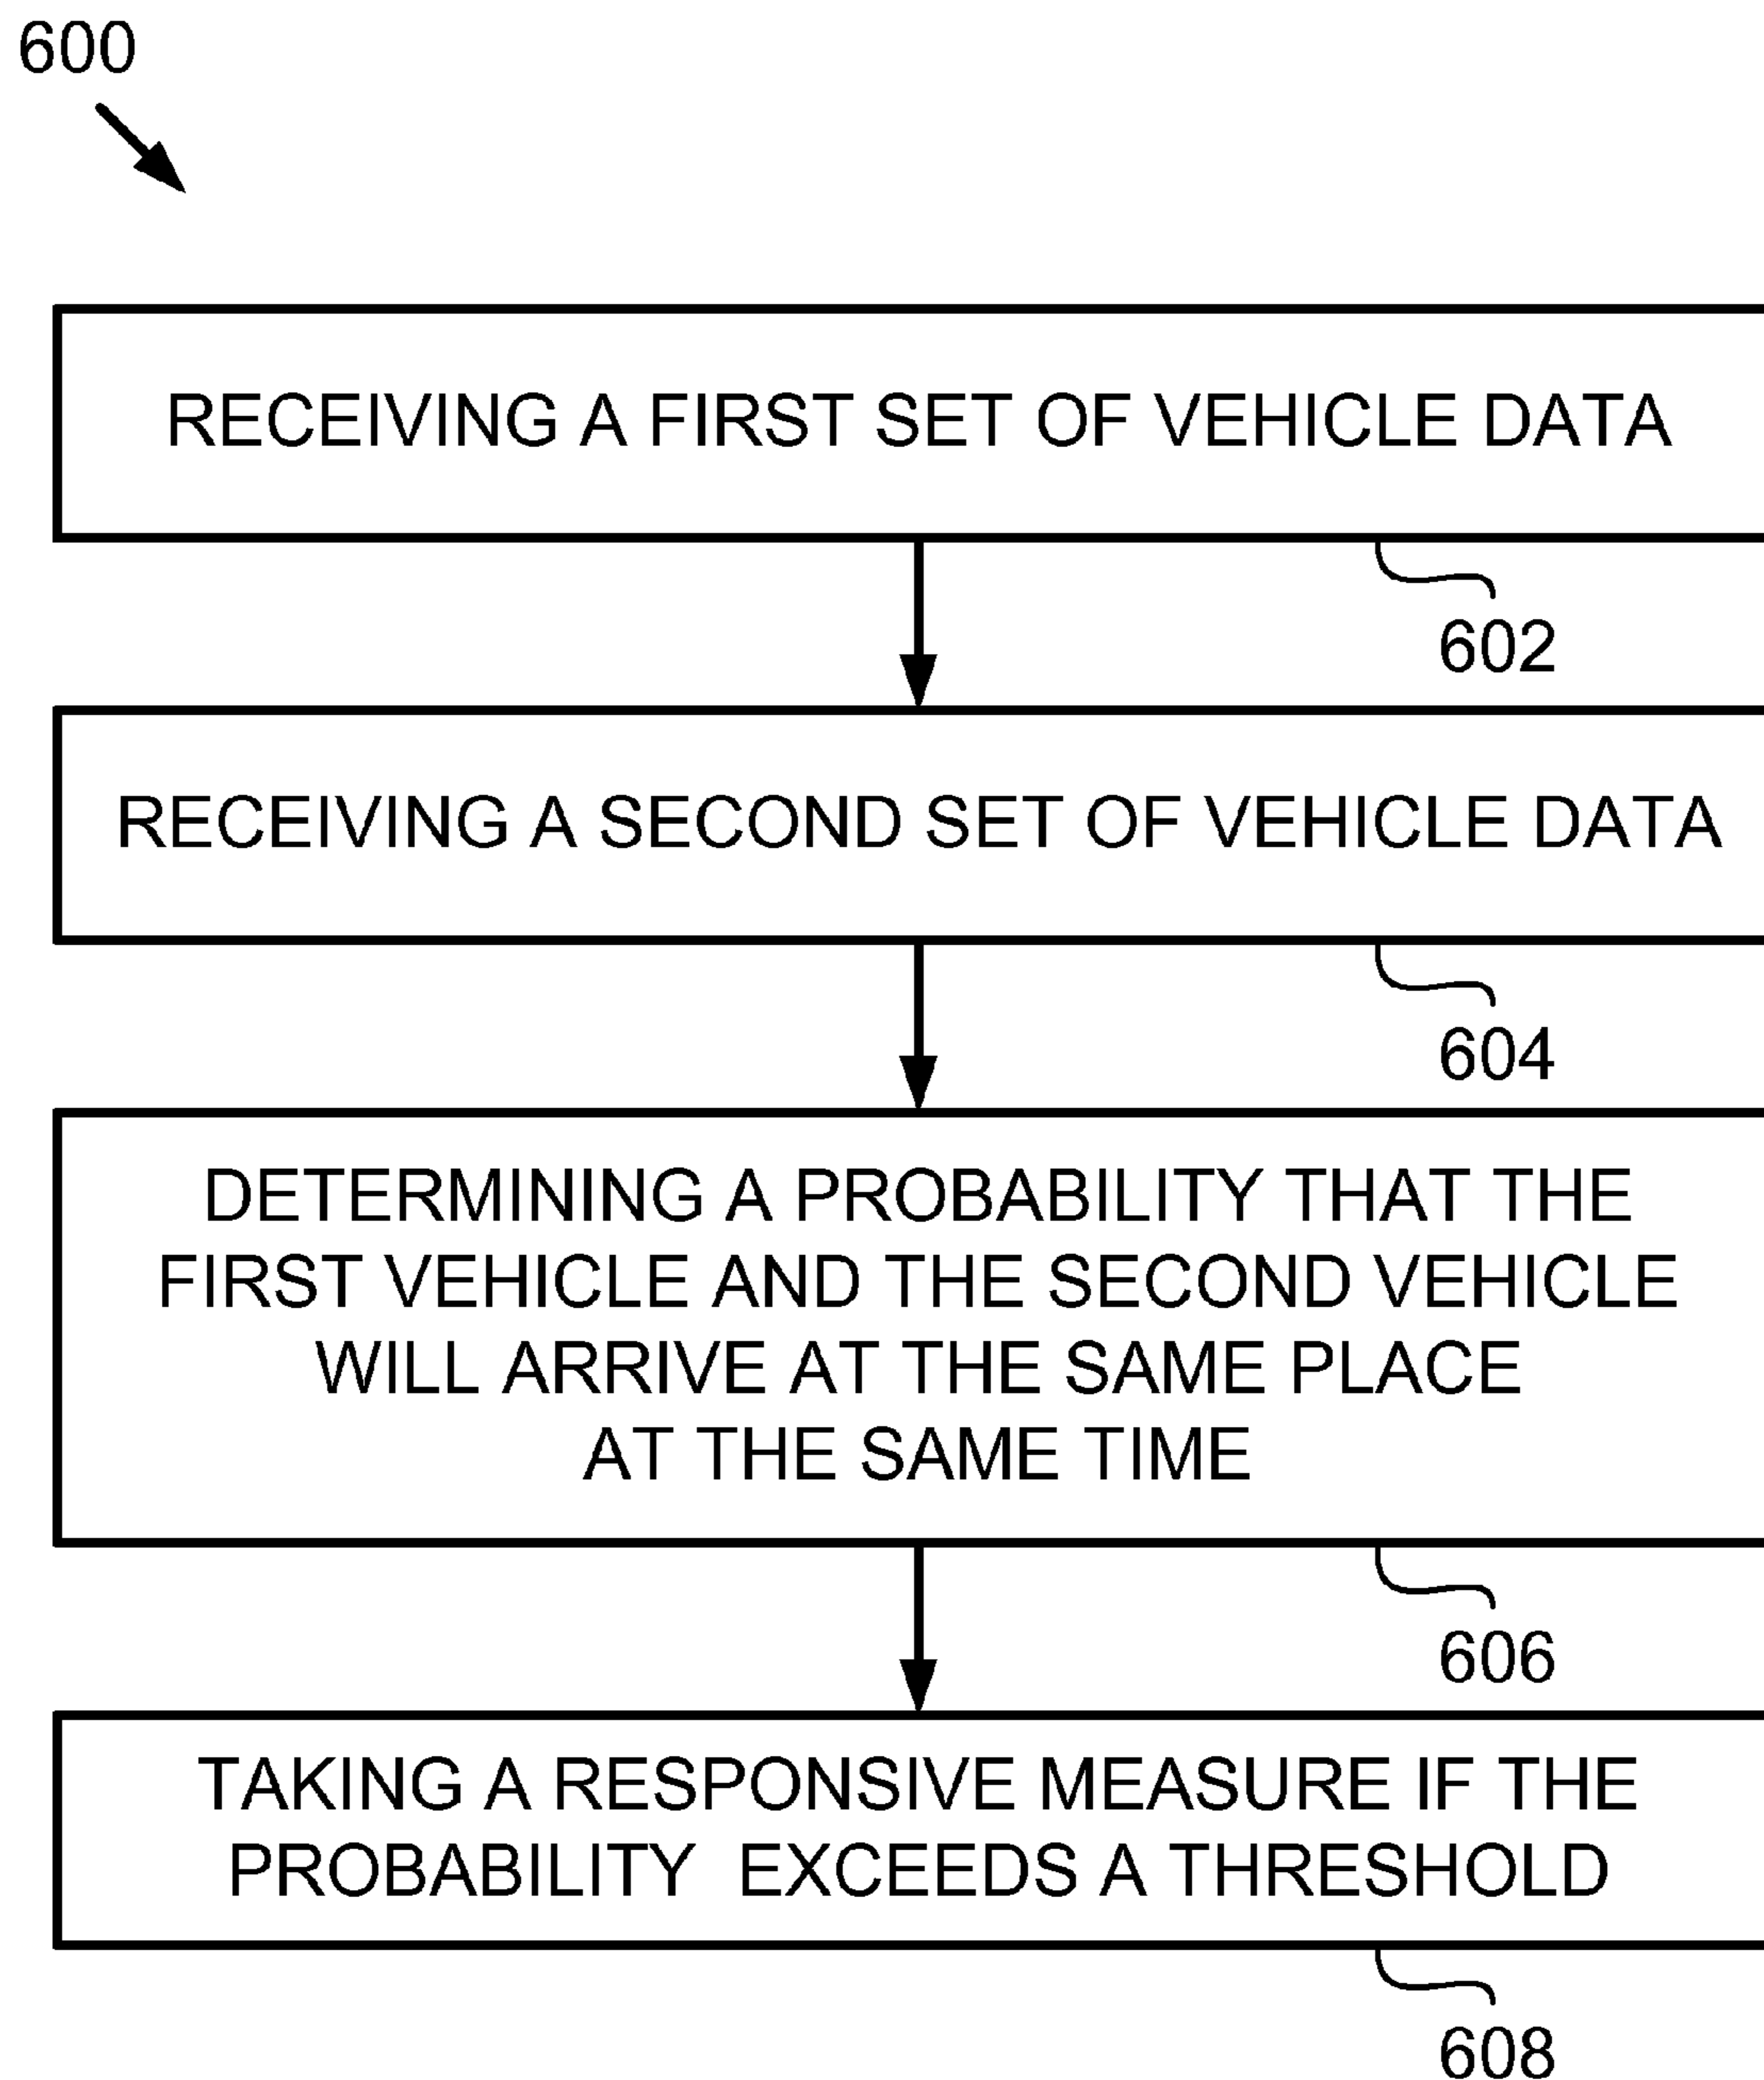 600
RECEIVING A FIRST SET OF VEHICLE DATA
602
RECEIVING A SECOND SET OF VEHICLE DATA
604
DETERMINING A PROBABILITY THAT THE
FIRST VEHICLE AND THE SECOND VEHICLE
WILL ARRIVE AT THE SAME PLACE
AT THE SAME TIME
606
TAKING A RESPONSIVE MEASURE IF THE
PROBABILITY EXCEEDS A THRESHOLD
608